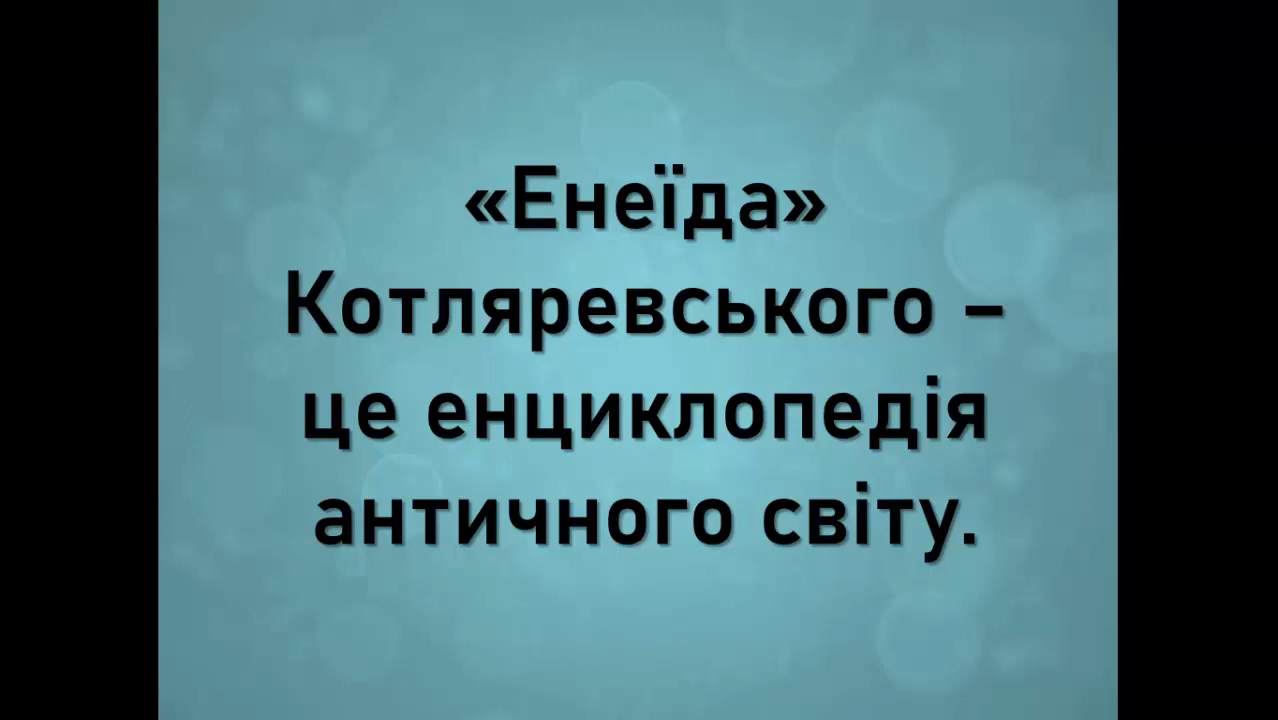 «Енеїда»
Котляревського –
це енциклопедія
античного світу.